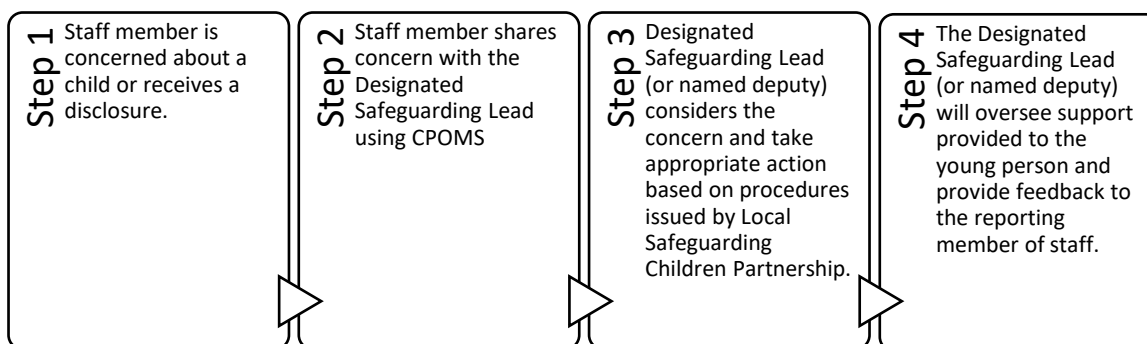 Step 1
Staff member is
concerned about a
child or receives a
disclosure.
Step 2
Staff member shares
concern with the
Designated
Safeguarding Lead
using CPOMS
Step 3
Designated
Safeguarding Lead
(or named deputy)
considers the
concern and take
appropriate action
based on procedures
issued by Local
Safeguarding
Children Partnership.
Step 4
The Designated
Safeguarding Lead
(or named deputy)
will oversee support
provided to the
young person and
provide feedback to
the reporting
member of staff.